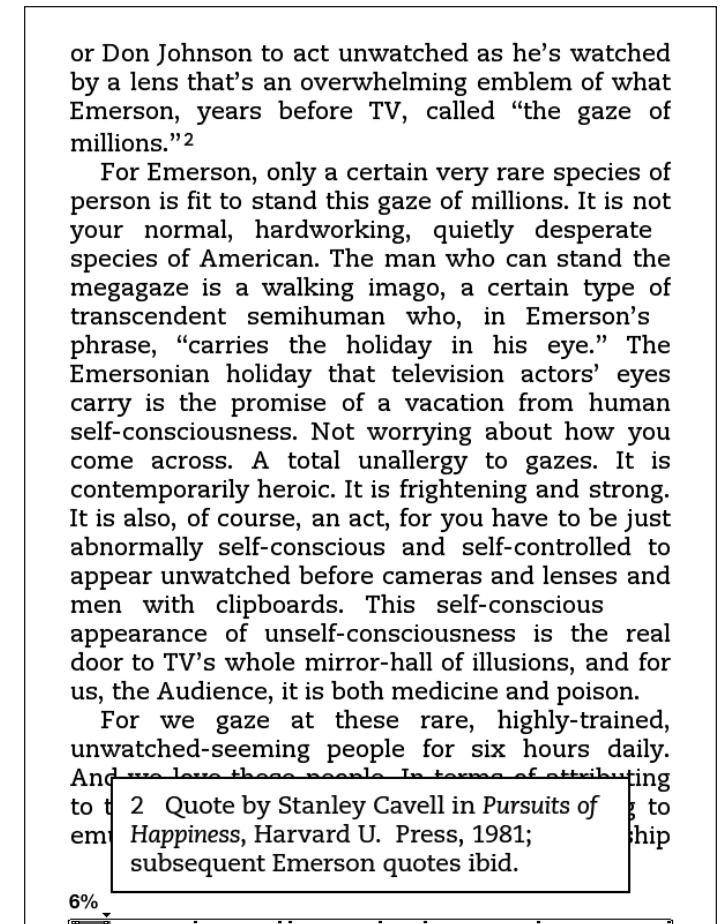 or Don Johnson to act unwatched as he’s watched
by a lens that’s an overwhelming emblem of what
Emerson, years before TV, called “the gaze of
millions.”2
For Emerson, only a certain very rare species of
person is fit to stand this gaze of millions. It is not
your normal, hardworking, quietly desperate
species of American. The man who can stand the
megagaze is a walking imago, a certain type of
transcendent semihuman who, in Emerson’s
phrase, “carries the holiday in his eye.” The
Emersonian holiday that television actors’ eyes
carry is the promise of a vacation from human
self-consciousness. Not worrying about how you
come across. A total unallergy to gazes. It is
contemporarily heroic. It is frightening and strong.
It is also, of course, an act, for you have to be just
abnormally self-conscious and self-controlled to
appear unwatched before cameras and lenses and
men with clipboards. This self-conscious
appearance of unself-consciousness is the real
door to TV’s whole mirror-hall of illusions, and for
us, the Audience, it is both medicine and poison.
For we gaze at these rare, highly-trained,
unwatched-seeming people for six hours daily.
And we love these people. In terms of attributing
to to
2 Quote by Stanley Cavell in Pursuits of
Happiness, Harvard U. Press, 1981;
subsequent Emerson quotes ibid.
6%